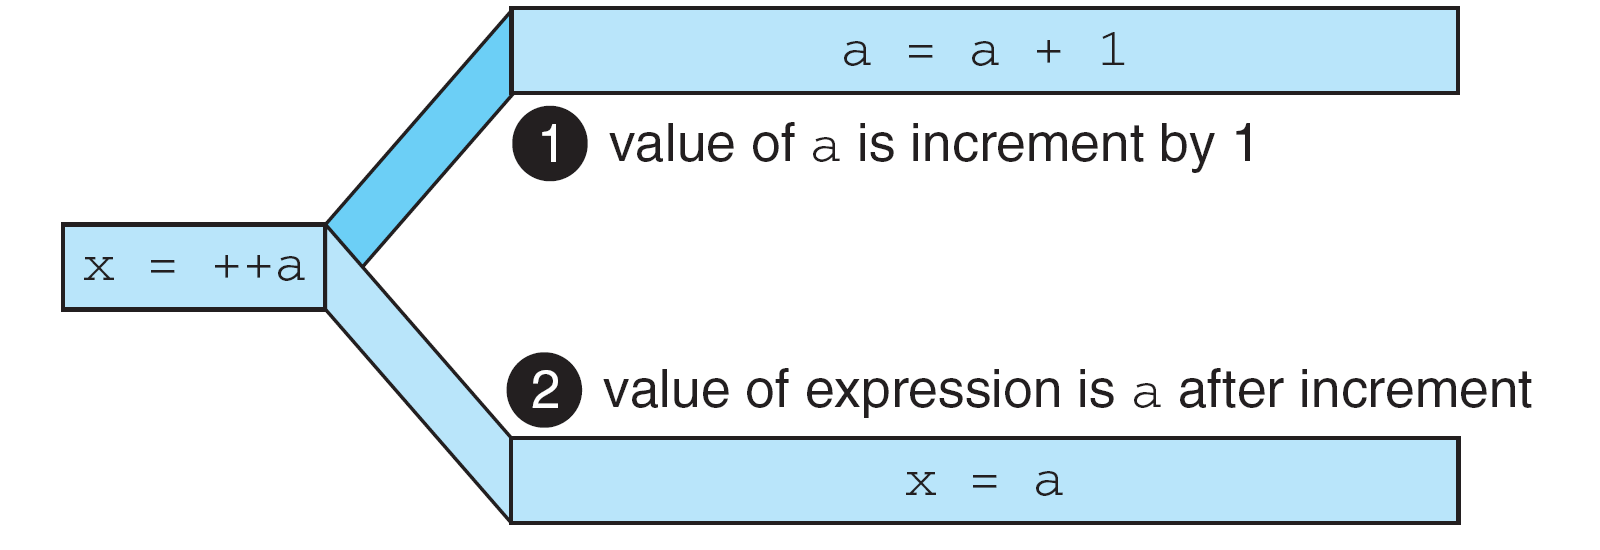 a = a + 1
1 value of a is increment by 1
x = ++a
2 value of expression is a after increment
x = a